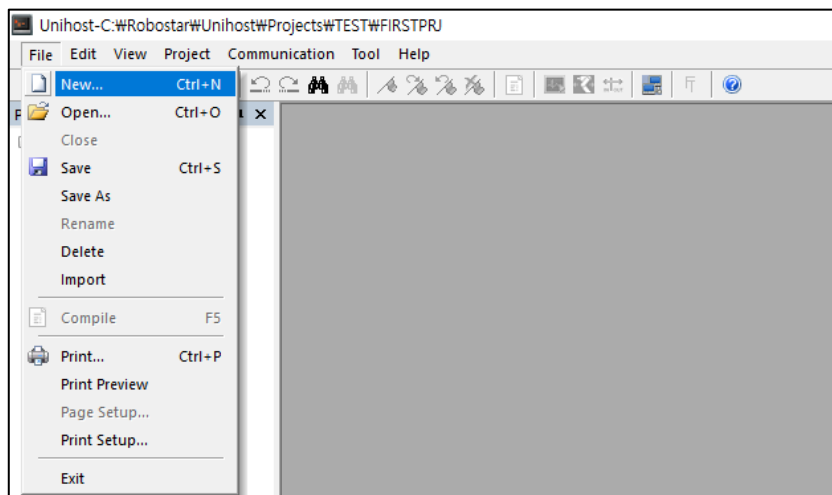 Unihost-C:₩Robostar₩Unihost₩Projects₩TEST₩FIRSTPRJ
File Edit View Project Communication Tool Help
New... Ctrl+N
Open... Ctrl+O
Close
Save Ctrl+S
Save As
Rename
Delete
Import
Compile F5
Print... Ctrl+P
Print Preview
Page Setup...
Print Setup...
Exit